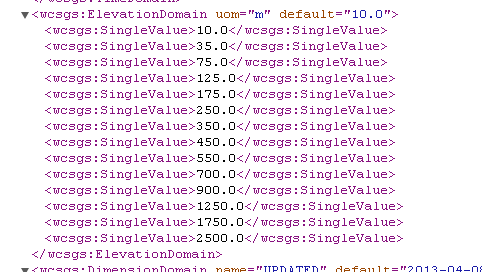 </wcsgs:TimeDomain>
▼<wcsgs:ElevationDomain uom="m" default="10.0">
<wcsgs:SingleValue>10.0</wcsgs:SingleValue>
<wcsgs:SingleValue>35.0</wcsgs:SingleValue>
<wcsgs:SingleValue>75.0</wcsgs:SingleValue>
<wcsgs:SingleValue>125.0</wcsgs:SingleValue>
<wcsgs:SingleValue>175.0</wcsgs:SingleValue>
<wcsgs:SingleValue>250.0</wcsgs:SingleValue>
<wcsgs:SingleValue>350.0</wcsgs:SingleValue>
<wcsgs:SingleValue>450.0</wcsgs:SingleValue>
<wcsgs:SingleValue>550.0</wcsgs:SingleValue>
<wcsgs:SingleValue>700.0</wcsgs:SingleValue>
<wcsgs:SingleValue>900.0</wcsgs:SingleValue>
<wcsgs:SingleValue>1250.0</wcsgs:SingleValue>
<wcsgs:SingleValue>1750.0</wcsgs:SingleValue>
<wcsgs:SingleValue>2500.0</wcsgs:SingleValue>
</wcsgs:ElevationDomain>
▼<wcsgs:DimensionDomain name="UPDATED" default="2013-04-08